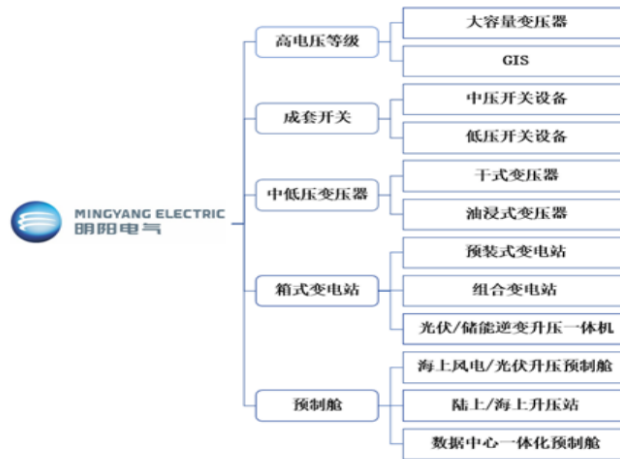 MINGYANG ELECTRIC
明阳电气
高电压等级
大容量变压器
GIS
成套开关
中压开关设备
低压开关设备
中低压变压器
干式变压器
油浸式变压器
箱式变电站
预装式变电站
组合变电站
光伏/储能逆变升压一体机
预制舱
海上风电/光伏升压预制舱
陆上/海上升压站
数据中心一体化预制舱